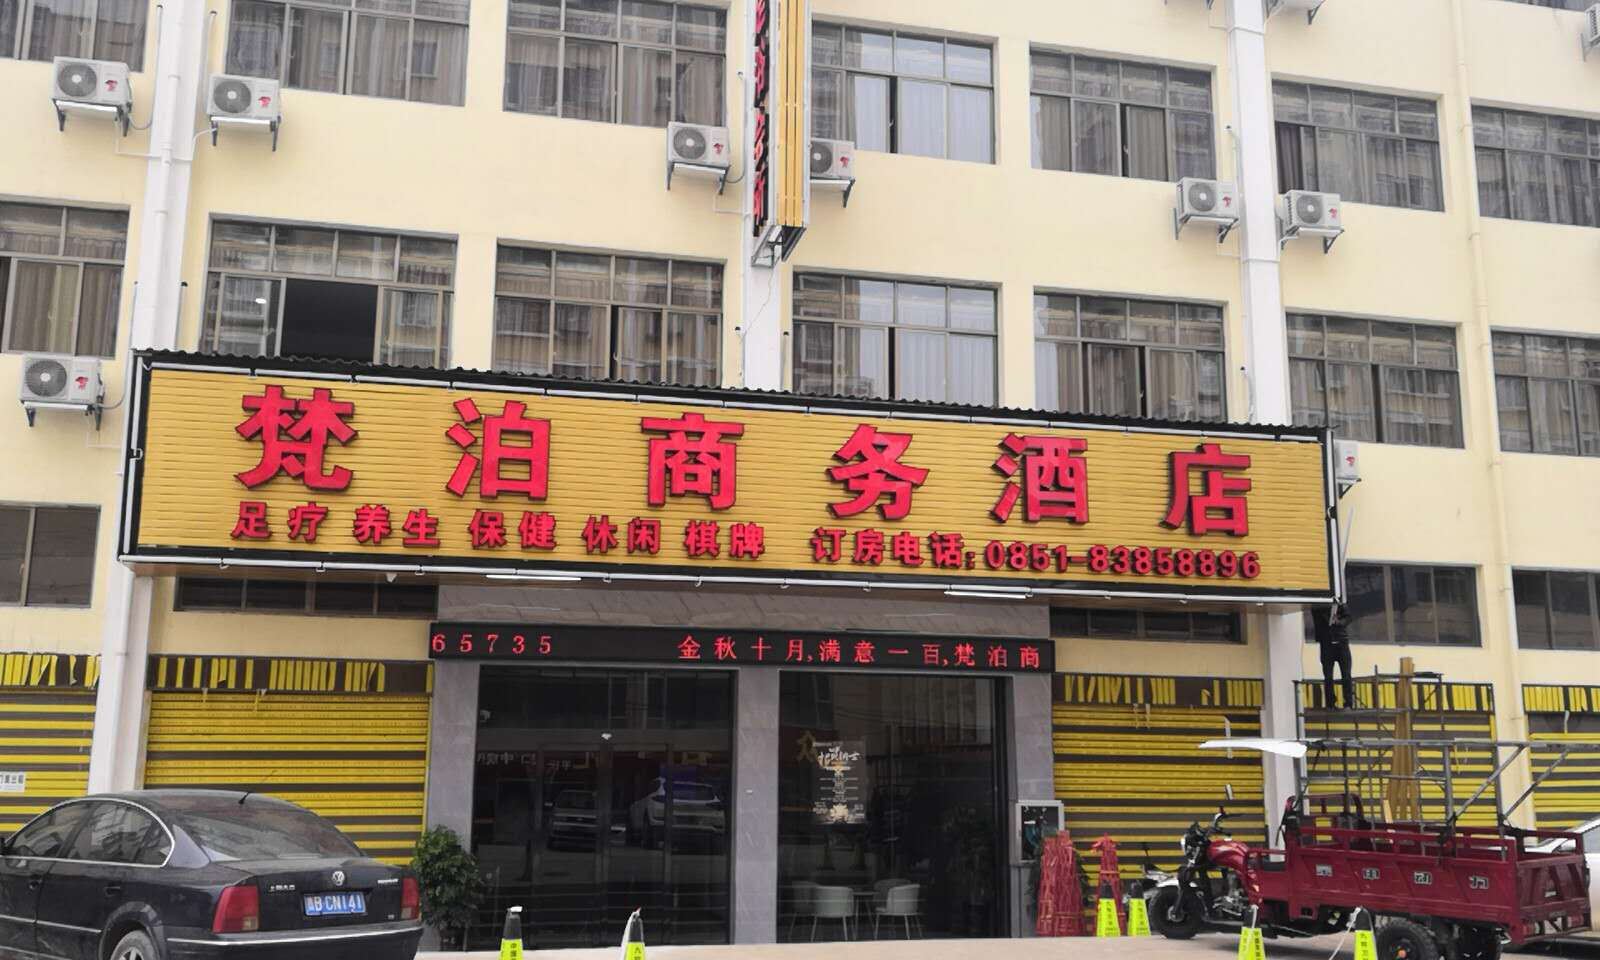 梵泊商务酒店
足疗 养生 保健 休闲 棋牌 订房电话:0851-83858896
65735 金秋十月,满意一百,梵泊商
BCN141